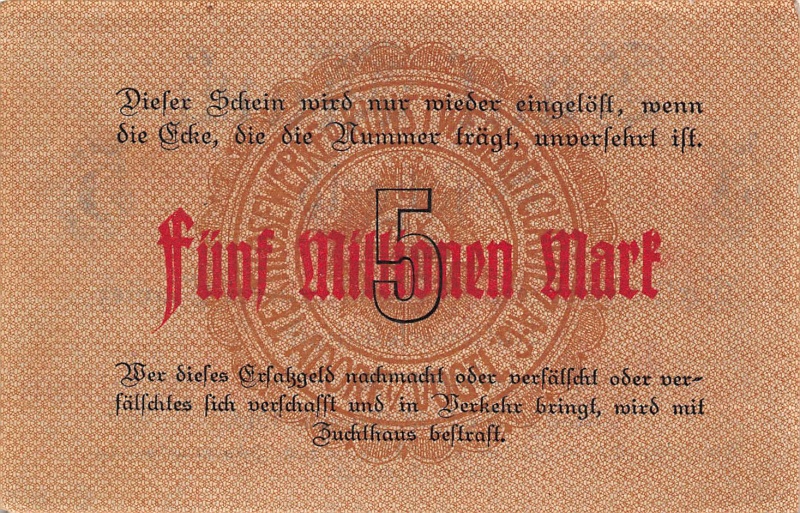 Dieser Schein wird nur wieder eingelöst, wenn
die Ecke, die die Nummer trägt, unversehrt ist.
Fünf Millionen Mark
5
Wer dieses Ersatzgeld nachmacht oder verfälscht oder ver-
fälschtes sich verschafft und in Verkehr bringt, wird mit
Zuchthaus bestraft.